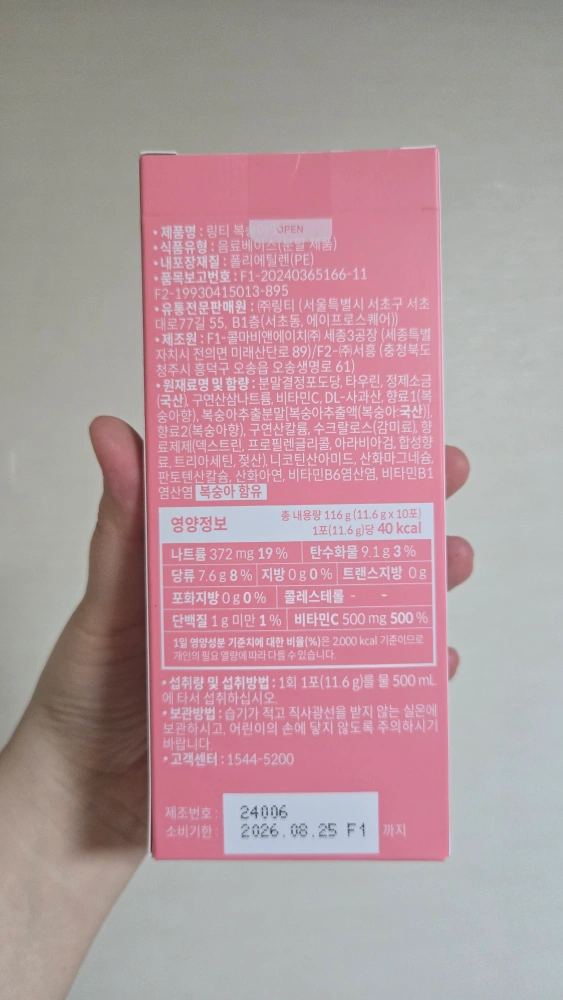 OPEN
• 제품명 : 링티
• 식품유형 : 음료베이스(분말 제품)
• 내포장재질 : 폴리에틸렌(PE)
• 품목보고번호 : F1-20240365166-11
F2-19930415013-895
• 유통전문판매원 : ㈜링티 (서울특별시 서초구 서초
대로77길 55, B1층(서초동, 에이프로스퀘어))
• 제조원 : F1-콜마비앤에이치㈜ 세종3공장 (세종특별
자치시 전의면 미래산단로 89)/F2-㈜서흥 (충청북도
청주시 흥덕구 오송읍 오송생명로 61)
• 원재료명 및 함량 : 분말결정포도당, 타우린, 정제소금
(국산), 구연산삼나트륨, 비타민C, DL-사과산, 향료1(복
숭아향), 복숭아추출분말[복숭아추출액(복숭아:국산)],
향료2(복숭아향), 구연산칼륨, 수크랄로스(감미료), 향
료제제(덱스트린, 프로필렌글리콜, 아라비아검, 합성향
료, 트리아세틴, 젖산), 니코틴산아미드, 산화마그네슘,
판토텐산칼슘, 산화아연, 비타민B6염산염, 비타민B1
염산염 복숭아 함유
영양정보
총 내용량 116 g (11.6 g x 10포)
1포(11.6 g)당 40 kcal
나트륨 372 mg 19 % 탄수화물 9.1 g 3 %
당류 7.6 g 8 % 지방 0 g 0 % 트랜스지방 0 g
포화지방 0 g 0 % 콜레스테롤 - -
단백질 1 g 미만 1 % 비타민C 500 mg 500 %
1일 영양성분 기준치에 대한 비율(%)은 2,000 kcal 기준이므로
개인의 필요 열량에 따라 다를 수 있습니다.
• 섭취량 및 섭취방법 : 1회 1포(11.6 g)를 물 500 mL
에 타서 섭취하십시오.
• 보관방법 : 습기가 적고 직사광선을 받지 않는 실온에
보관하시고, 어린이의 손에 닿지 않도록 주의하시기
바랍니다
• 고객센터 : 1544-5200
제조번호 : 24006
소비기한 : 2026.08.25 F1 까지